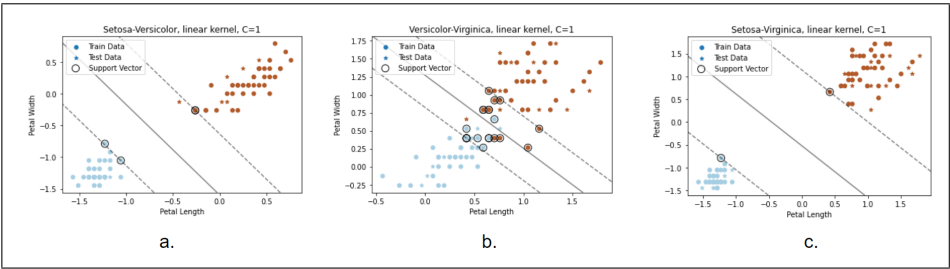 Setosa-Versicolor, linear kernel, C=1
Train Data
Test Data
Support Vector
Petal Width
0.5
0.0
−0.5
−1.0
−1.5
−1.5
−1.0
−0.5
0.0
0.5
Petal Length
a.
Versicolor-Virginica, linear kernel, C=1
Train Data
Test Data
Support Vector
Petal Width
1.75
1.50
1.25
1.00
0.75
0.50
0.25
0.00
−0.25
−0.5
0.0
0.5
1.0
1.5
Petal Length
b.
Setosa-Virginica, linear kernel, C=1
Train Data
Test Data
Support Vector
Petal Width
1.5
1.0
0.5
0.0
−0.5
−1.0
−1.5
−1.5
−1.0
−0.5
0.0
0.5
1.0
1.5
Petal Length
c.